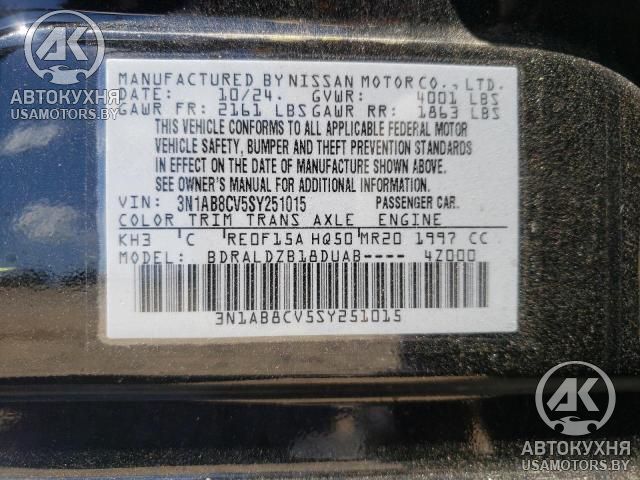 AK
АВТОКУХНЯ
USAMOTORS.BY
MANUFACTURED BY NISSAN MOTOR CO., LTD.
DATE: 10/24. GVWR: 4001 LBS
GAWR FR: 2161 LBS GAWR RR: 1863 LBS
THIS VEHICLE CONFORMS TO ALL APPLICABLE FEDERAL MOTOR
VEHICLE SAFETY, BUMPER AND THEFT PREVENTION STANDARDS
IN EFFECT ON THE DATE OF MANUFACTURE SHOWN ABOVE.
SEE OWNER'S MANUAL FOR ADDITIONAL INFORMATION.
VIN: 3N1AB8CV5SY251015 PASSENGER CAR.
COLOR TRIM TRANS AXLE ENGINE
KH3 C RE0F15A HQ50 MR20 1997 CC
MODEL: BDRALDZB18DUAB---- 4Z000
3N1AB8CV5SY251015
AK
АВТОКУХНЯ
USAMOTORS.BY